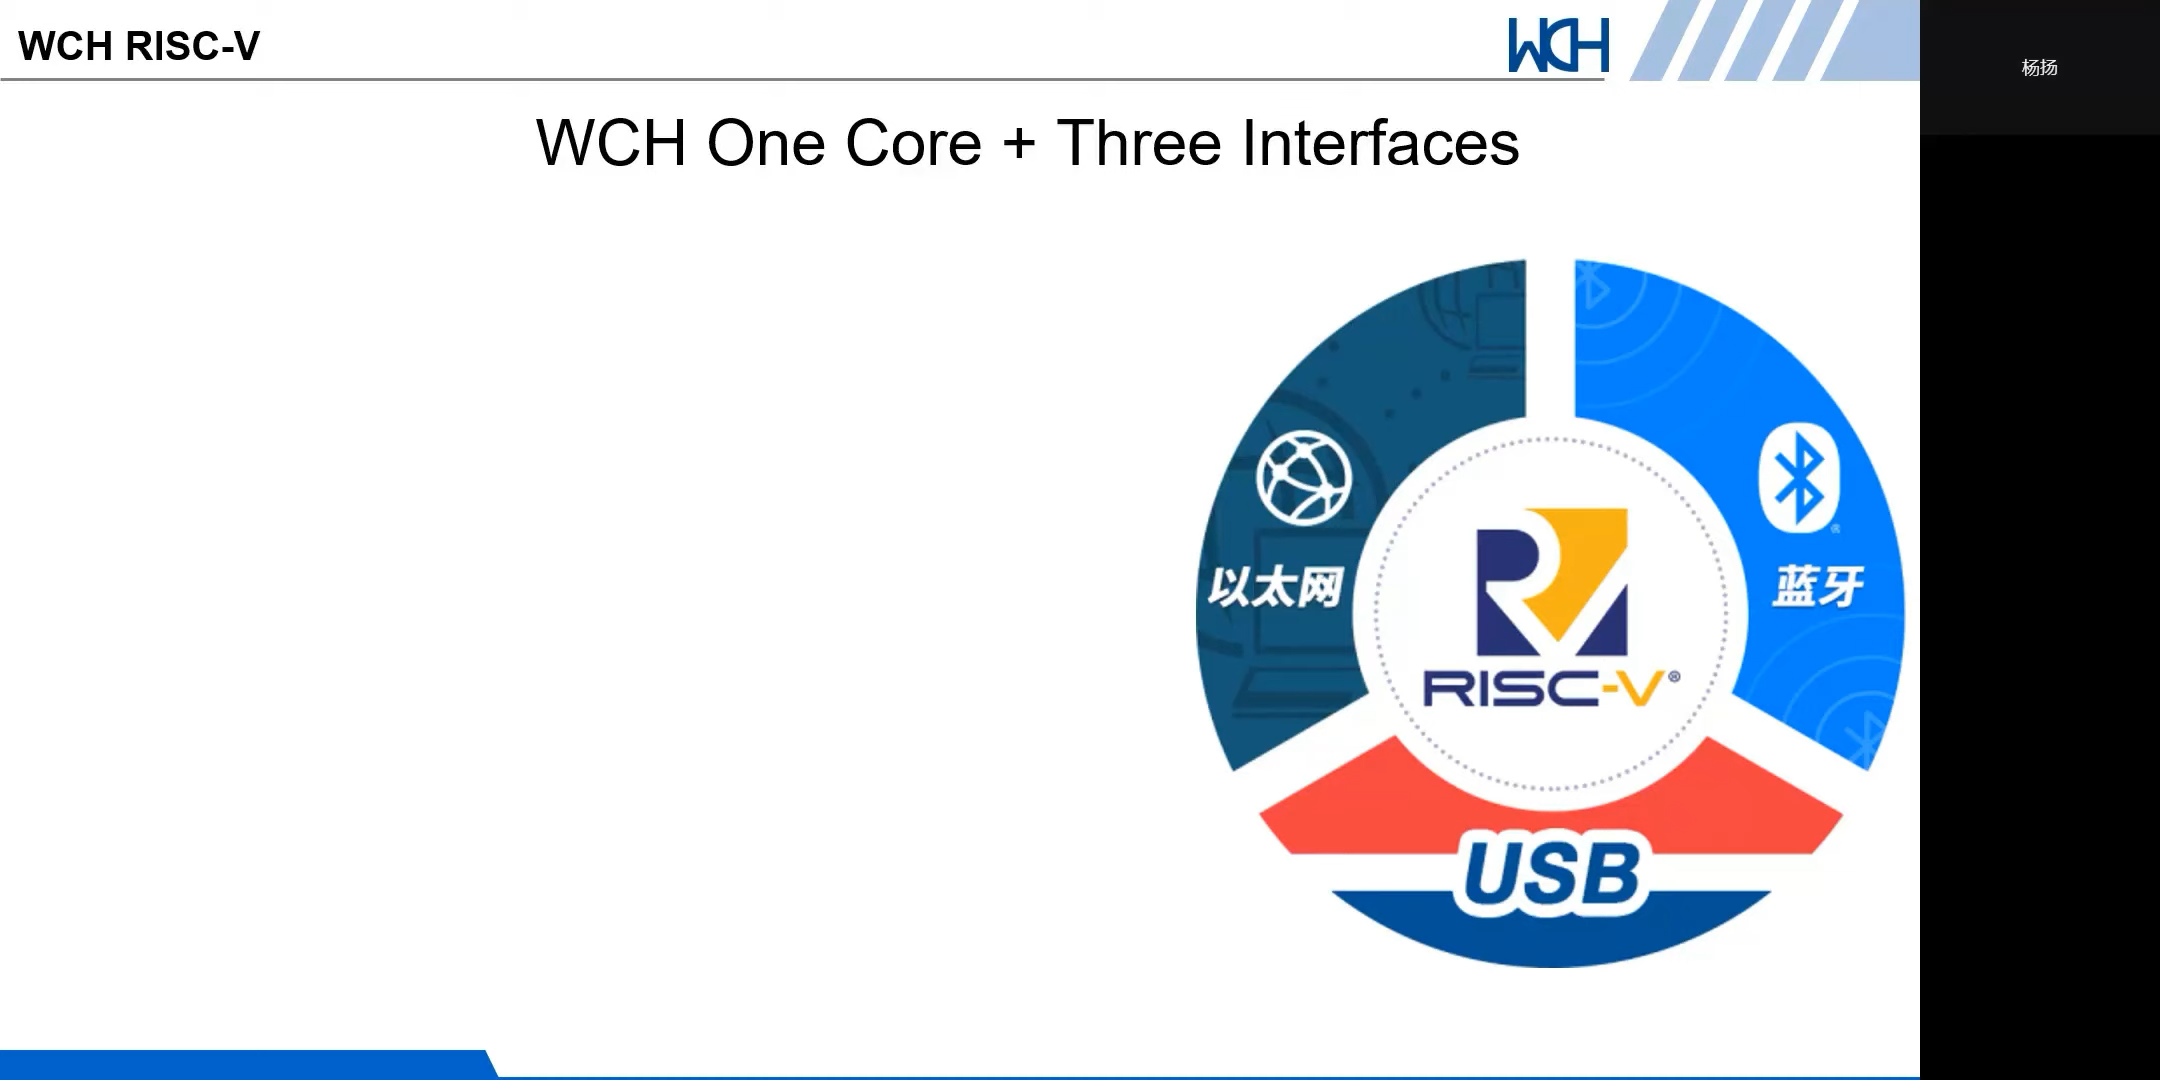 WCH RISC-V
WCH
杨扬
WCH One Core + Three Interfaces
以太网
蓝牙
RISC-V®
USB